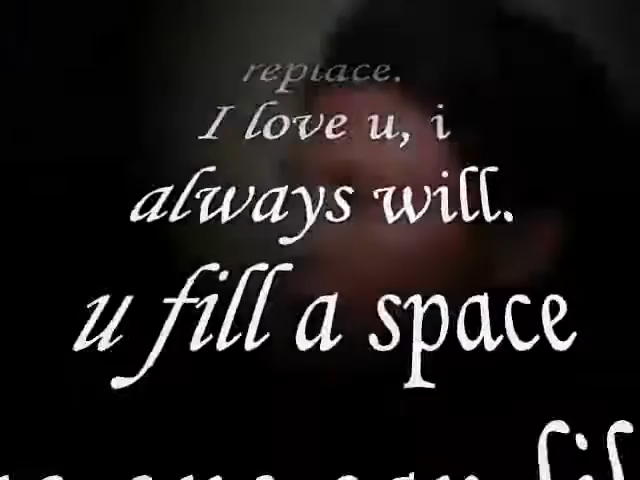 replace.
I love u, i
always will.
u fill a space